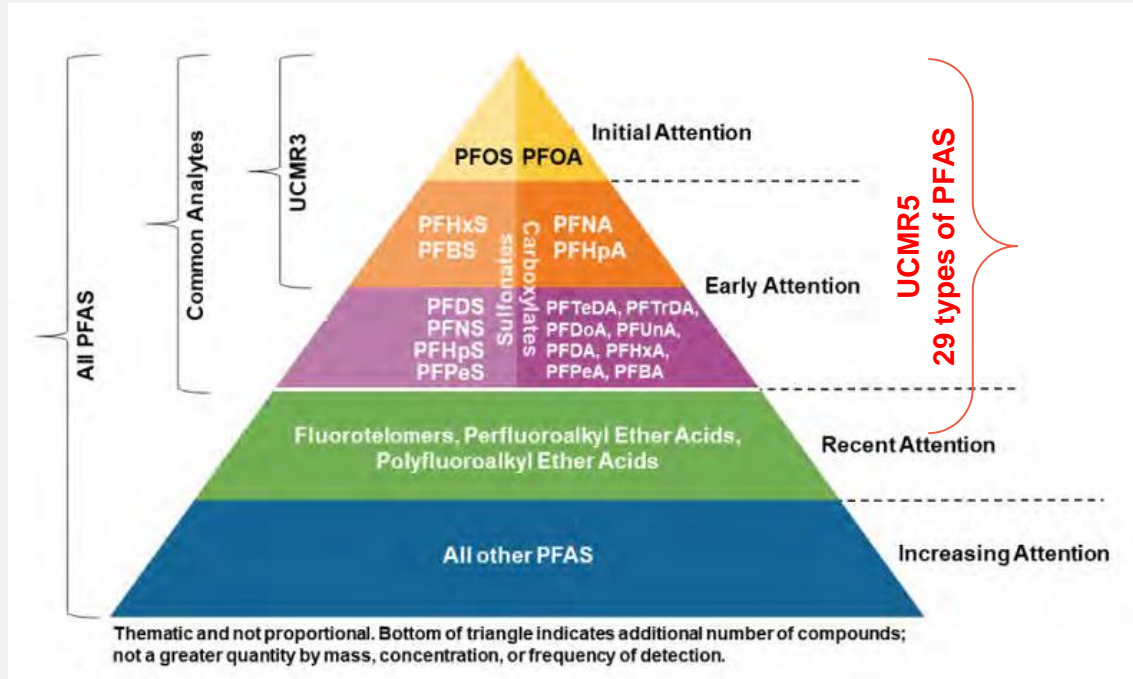 All PFAS
Common Analytes
UCMR3
PFOS PFOA
Initial Attention
PFHxS
PFBS
Sulfonates
Carboxylates
PFNA
PFHpA
Early Attention
PFDS
PFNS
PFHpS
PFPeS
PFTeDA, PFTrDA,
PFDoA, PFUnA,
PFDA, PFHxA,
PFPeA, PFBA
UCMR5
29 types of PFAS
Fluorotelomers, Perfluoroalkyl Ether Acids,
Polyfluoroalkyl Ether Acids
Recent Attention
All other PFAS
Increasing Attention
Thematic and not proportional. Bottom of triangle indicates additional number of compounds;
not a greater quantity by mass, concentration, or frequency of detection.